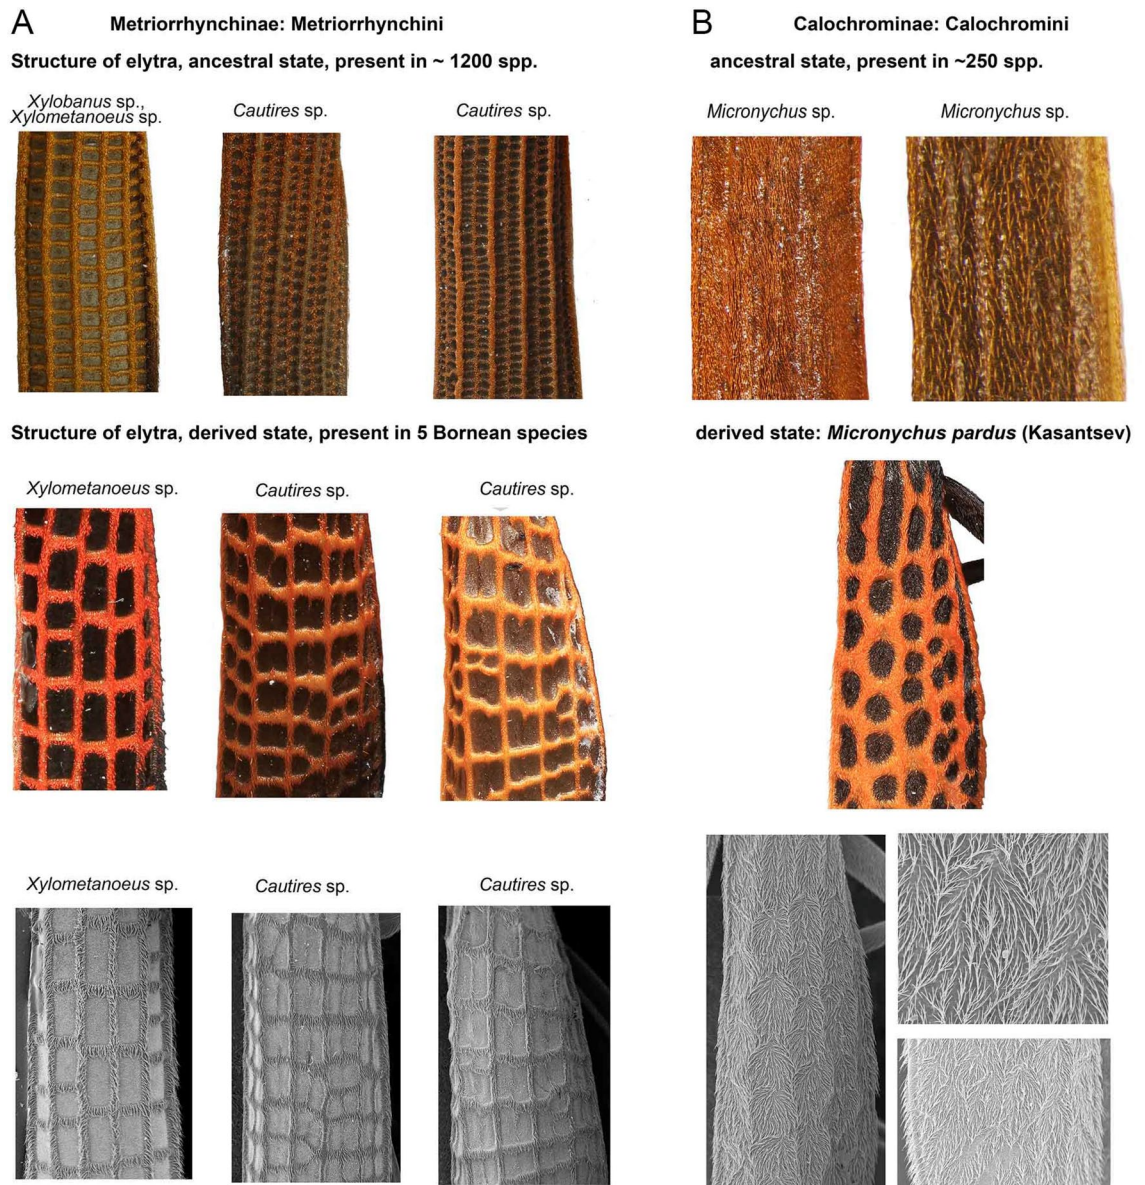 A
Metriorrhynchinae: Metriorrhynchini
Structure of elytra, ancestral state, present in ~ 1200 spp.
Xylobanus sp.,
Xylometanoeus sp.
Cautires sp.
Cautires sp.
B
Calochrominae: Calochromini
ancestral state, present in ~250 spp.
Micronychus sp.
Micronychus sp.
Structure of elytra, derived state, present in 5 Bornean species
Xylometanoeus sp.
Cautires sp.
Cautires sp.
derived state: Micronychus pardus (Kasantsev)
Xylometanoeus sp.
Cautires sp.
Cautires sp.